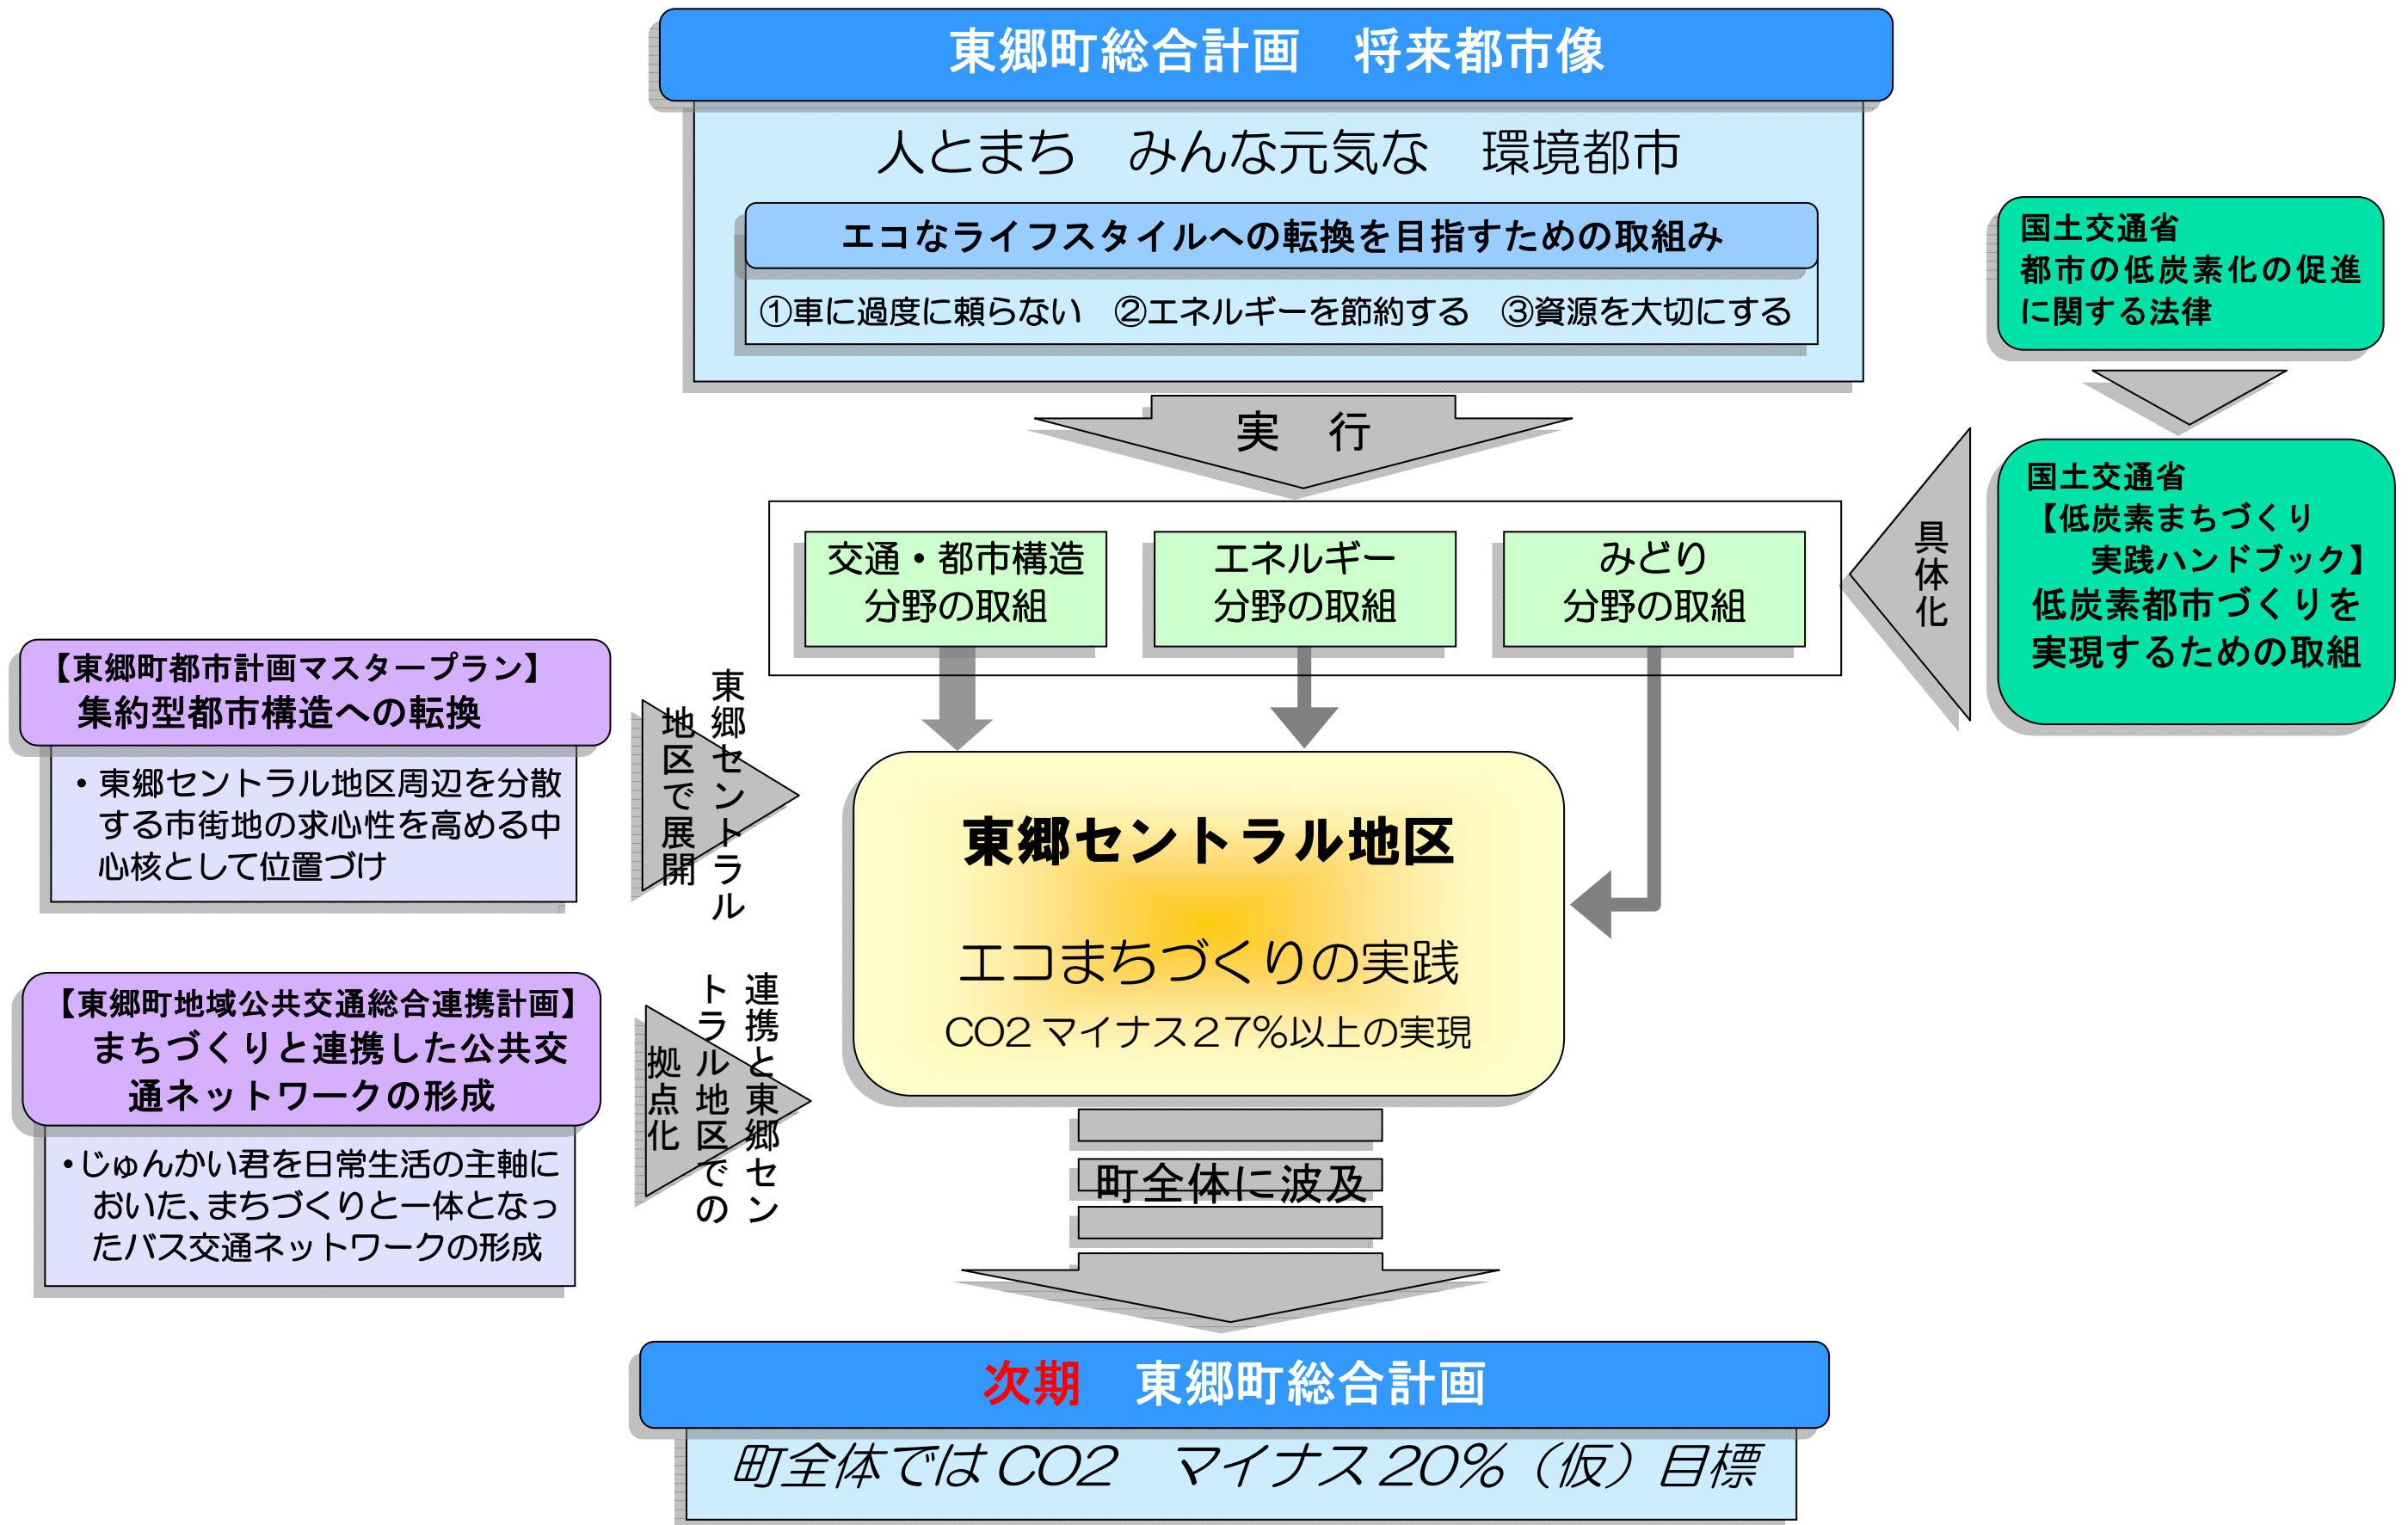 東郷町総合計画　将来都市像
人とまち　みんな元気な　環境都市
エコなライフスタイルへの転換を目指すための取組み
①車に過度に頼らない　②エネルギーを節約する　③資源を大切にする
実　行
国土交通省
都市の低炭素化の促進
に関する法律
国土交通省
【低炭素まちづくり
実践ハンドブック】
低炭素都市づくりを
実現するための取組
具体化
交通・都市構造
分野の取組
エネルギー
分野の取組
みどり
分野の取組
【東郷町都市計画マスタープラン】
集約型都市構造への転換
・東郷セントラル地区周辺を分散
する市街地の求心性を高める中
心核として位置づけ
東郷セントラル
地区で展開
【東郷町地域公共交通総合連携計画】
まちづくりと連携した公共交
通ネットワークの形成
・じゅんかい君を日常生活の主軸に
おいた、まちづくりと一体となっ
たバス交通ネットワークの形成
連携と東郷セン
トラル地区での
拠点化
東郷セントラル地区
エコまちづくりの実践
CO2 マイナス27%以上の実現
町全体に波及
次期　東郷町総合計画
町全体では CO2　マイナス 20%（仮）目標